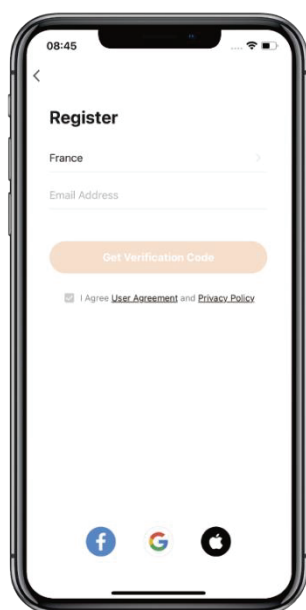 08:45
Register
France
Email Address
Get Verification Code
I Agree User Agreement and Privacy Policy